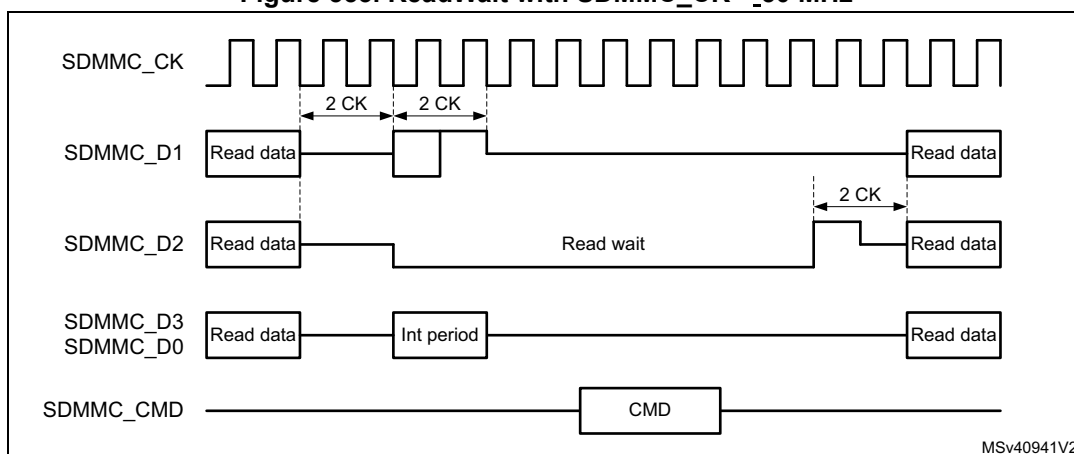 SDMMC_CK
2 CK
2 CK
SDMMC_D1
Read data
Read data
2 CK
SDMMC_D2
Read data
Read wait
Read data
SDMMC_D3
SDMMC_D0
Read data
Int period
Read data
SDMMC_CMD
CMD
MSv40941V2